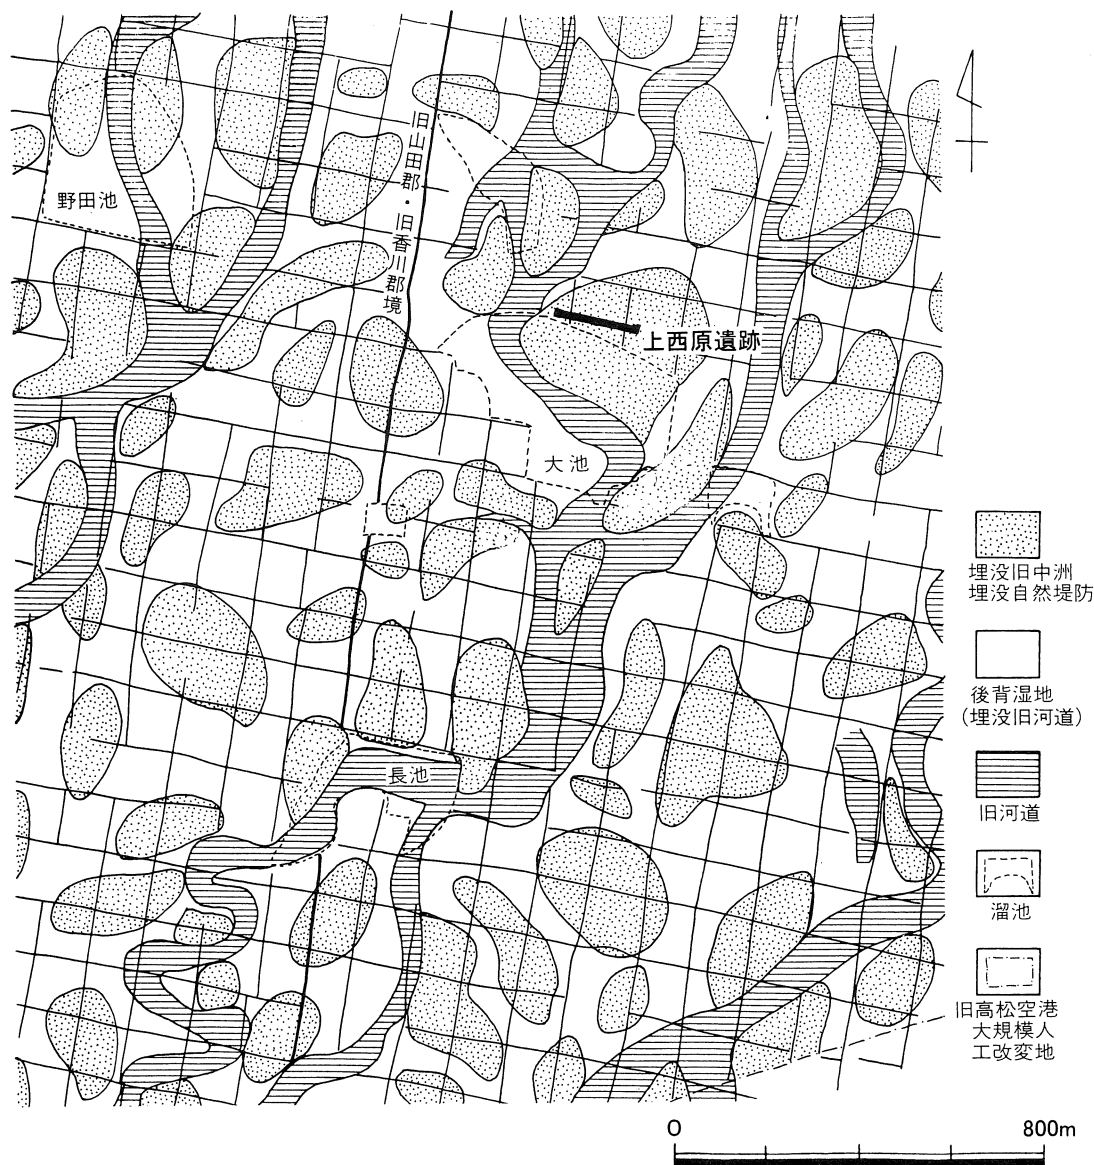 旧山田郡・旧香川郡境
野田池
上西原遺跡
大池
長池
埋没旧中洲
埋没自然堤防
後背湿地
(埋没旧河道)
旧河道
溜池
旧高松空港
大規模人
工改変地
0 800m